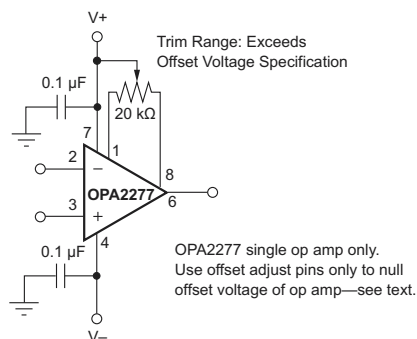 V+
Trim Range: Exceeds
Offset Voltage Specification
0.1 µF
20 kΩ
7
1
2
−
8
OPA2277
6
3
+
4
0.1 µF
OPA2277 single op amp only.
Use offset adjust pins only to null
offset voltage of op amp—see text.
V−